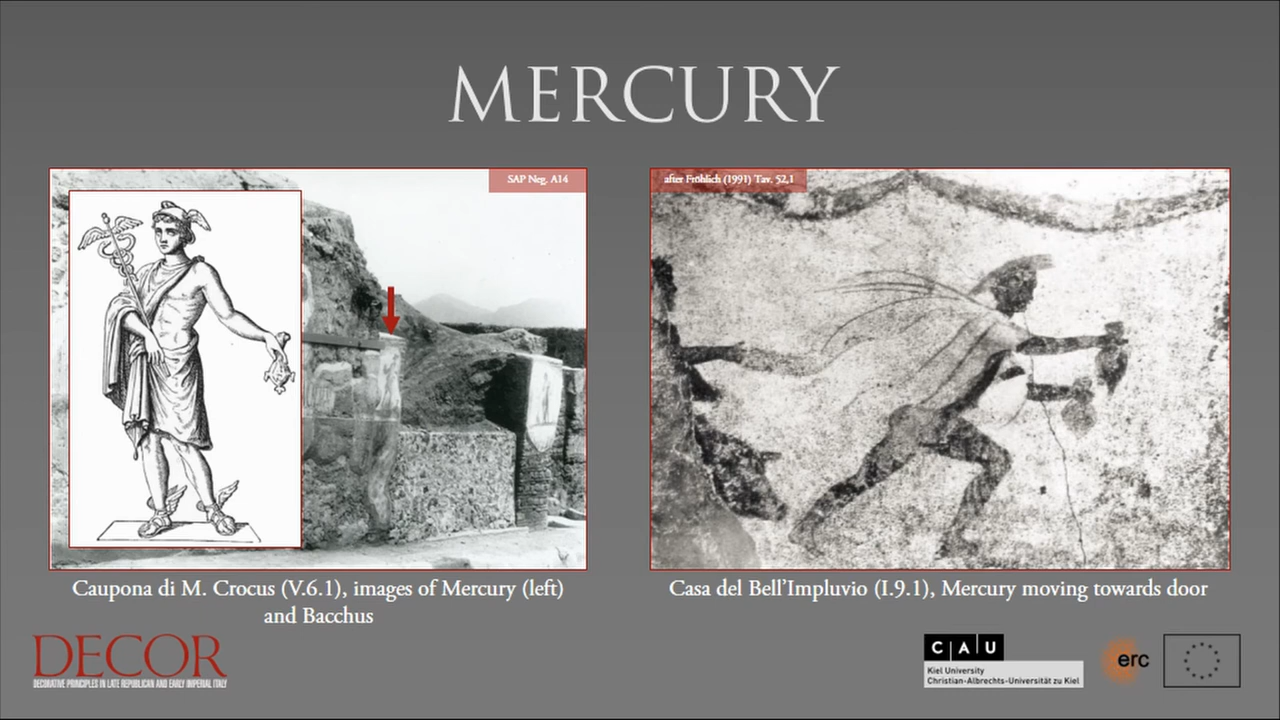 MERCURY
SAP Neg. A14
after Fröhlich (1991) Tav. 52,1
Caupona di M. Crocus (V.6.1), images of Mercury (left)
and Bacchus
Casa del Bell’Impluvio (I.9.1), Mercury moving towards door
DECOR
DECORATIVE PRINCIPLES IN LATE REPUBLICAN AND EARLY IMPERIAL ITALY
C A U
Kiel University
Christian-Albrechts-Universität zu Kiel
erc